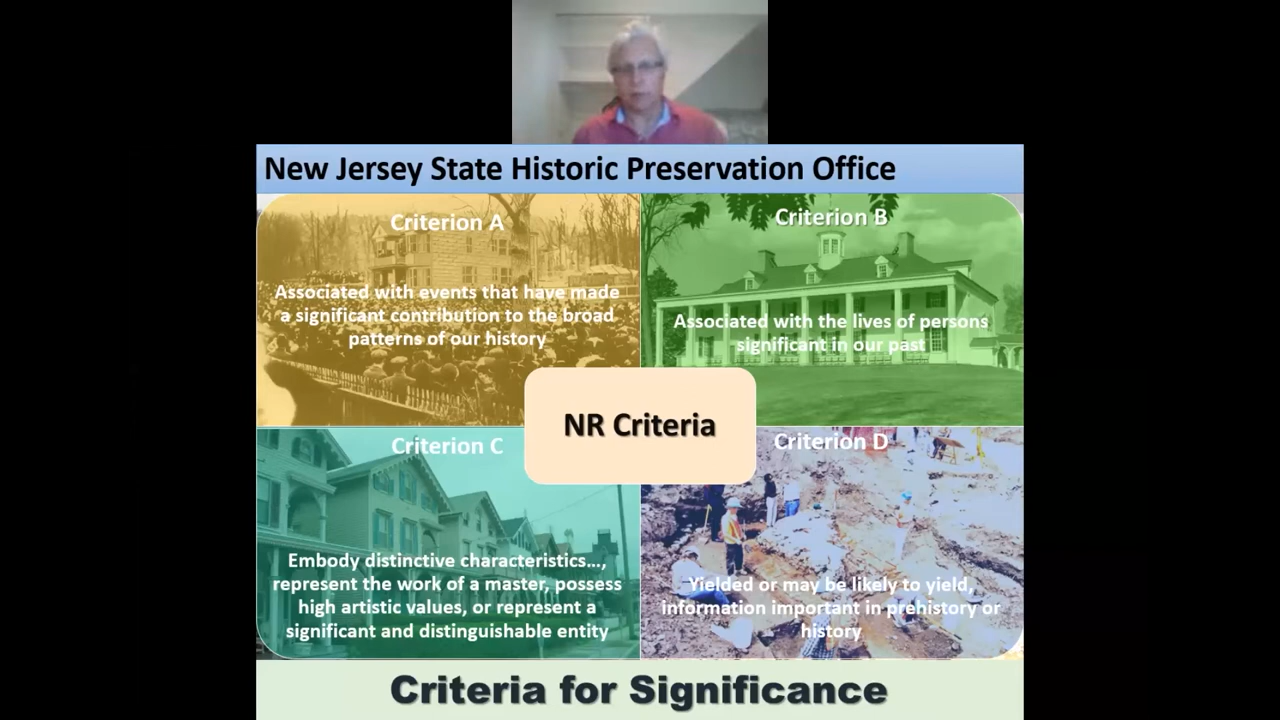 New Jersey State Historic Preservation Office
Criterion A
Associated with events that have made
a significant contribution to the broad
patterns of our history
Criterion B
Associated with the lives of persons
significant in our past
NR Criteria
Criterion C
Embody distinctive characteristics…,
represent the work of a master, possess
high artistic values, or represent a
significant and distinguishable entity
Criterion D
Yielded or may be likely to yield,
information important in prehistory or
history
Criteria for Significance